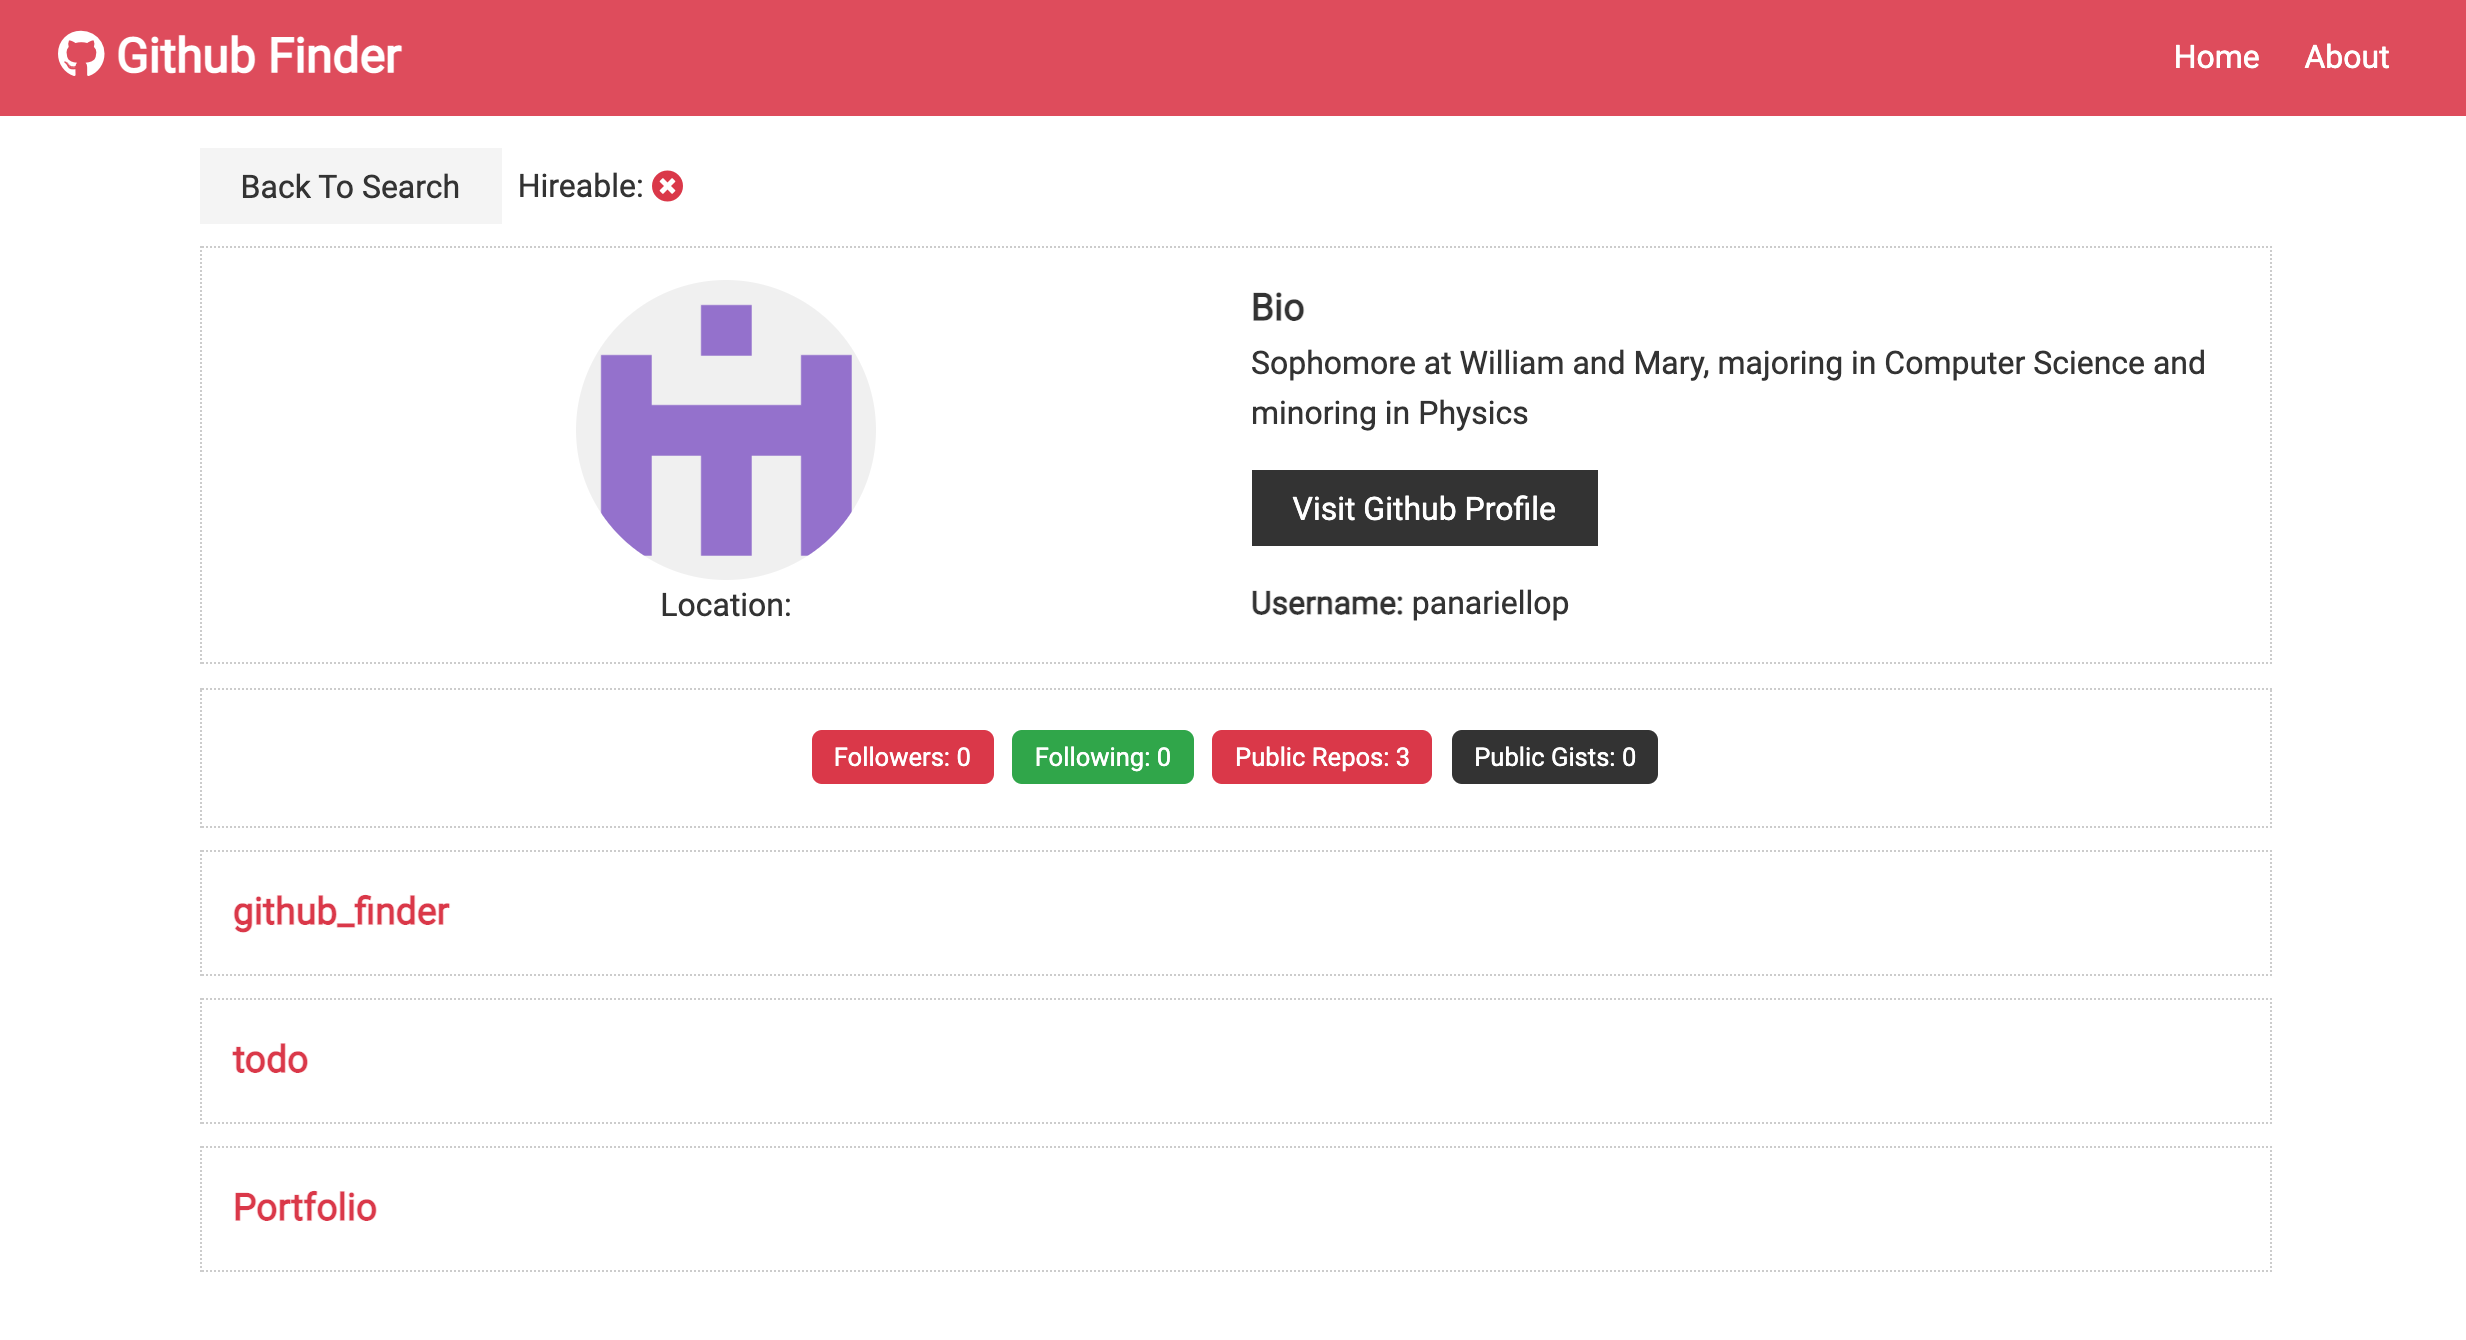 Github Finder
Home
About
Back To Search
Hireable:
Bio
Sophomore at William and Mary, majoring in Computer Science and
minoring in Physics
Visit Github Profile
Location:
Username: panariellop
Followers: 0
Following: 0
Public Repos: 3
Public Gists: 0
github_finder
todo
Portfolio